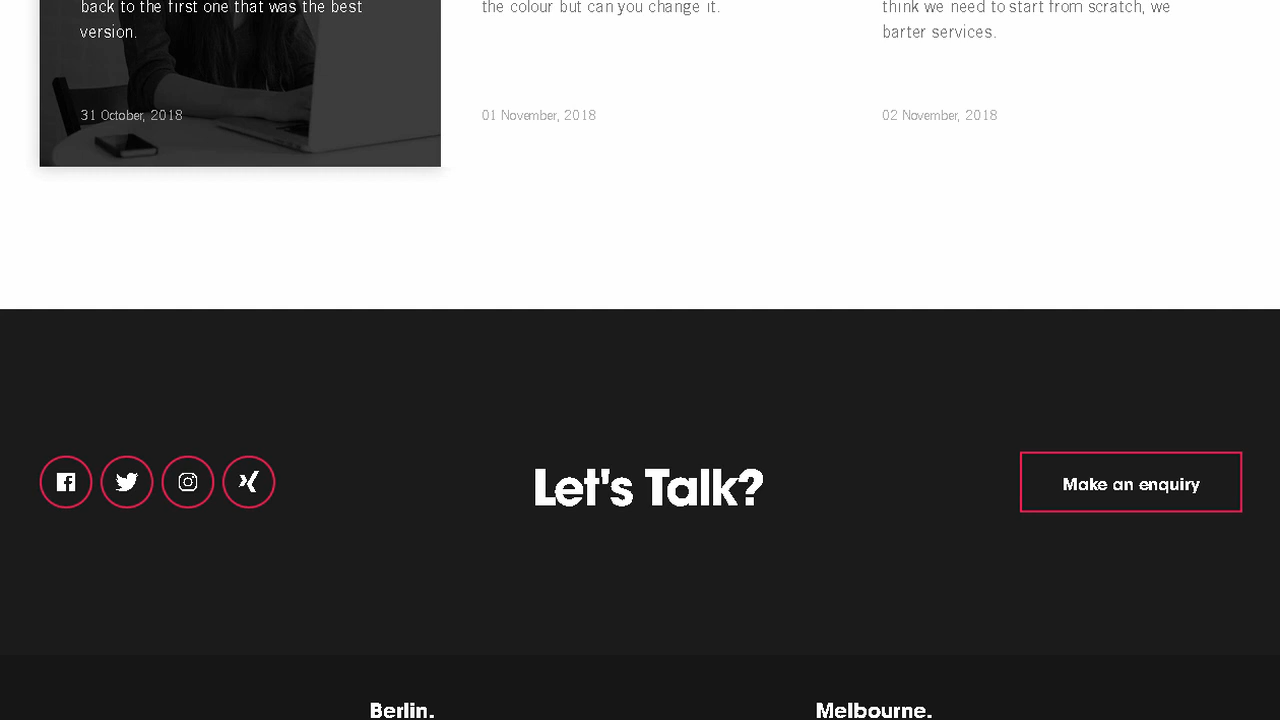 back to the first one that was the best
version.
31 October, 2018
the colour but can you change it.
01 November, 2018
think we need to start from scratch, we
barter services.
02 November, 2018
Let's Talk?
Make an enquiry
Berlin.
Melbourne.